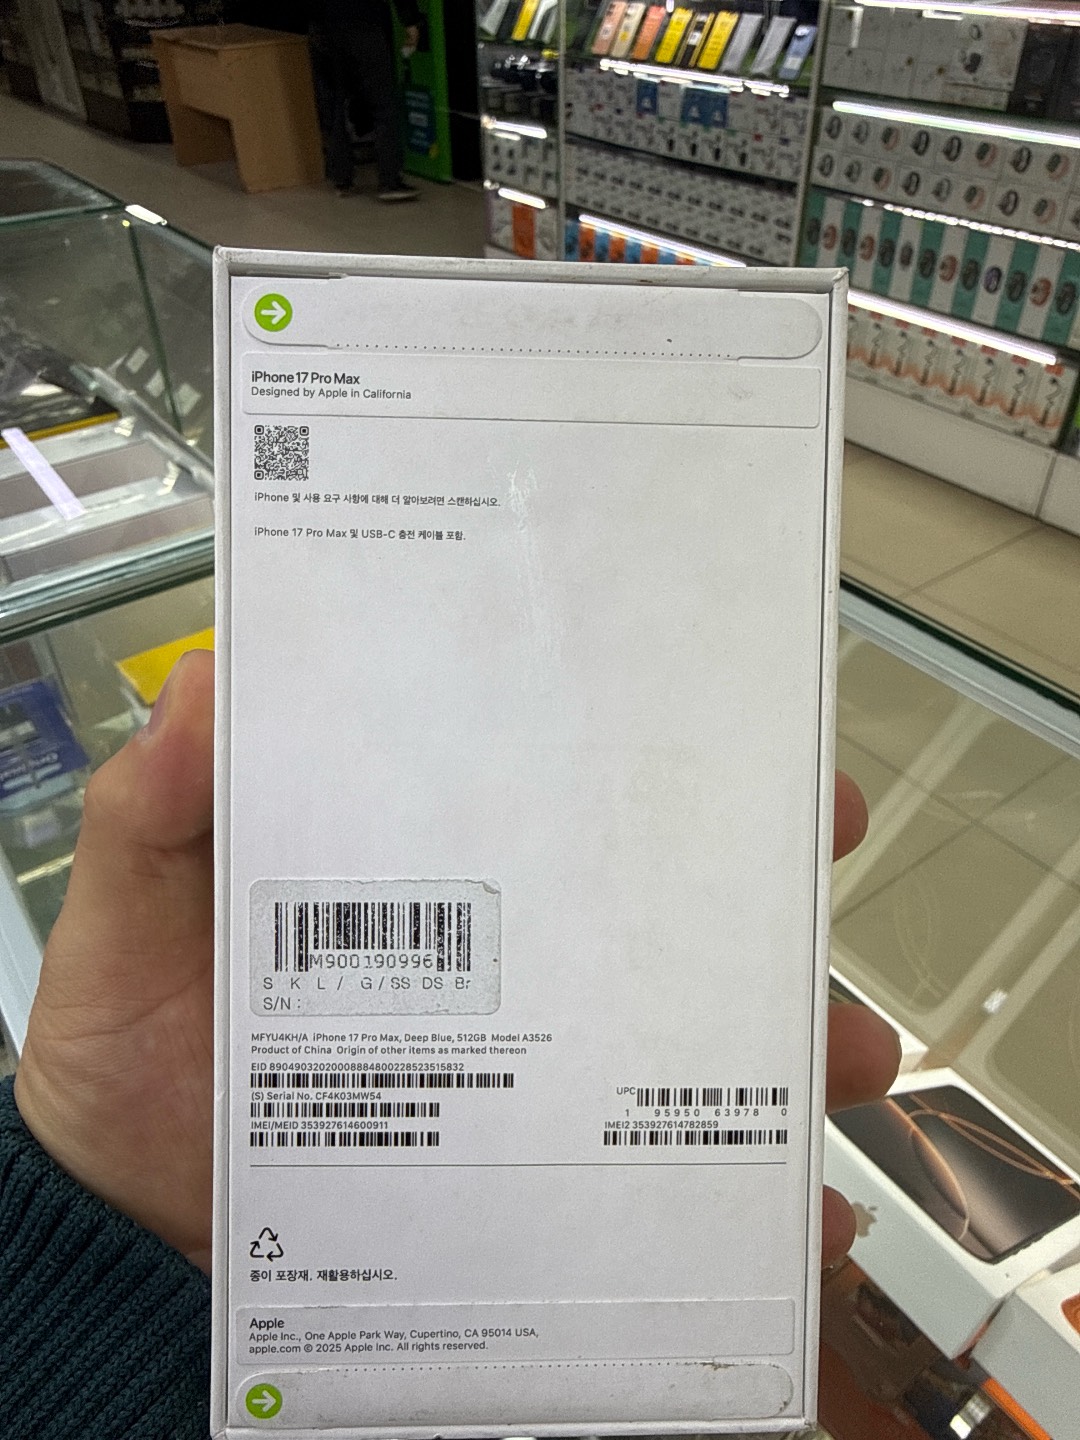 iPhone 17 Pro Max
Designed by Apple in California
iPhone 및 사용 요구 사항에 대해 더 알아보려면 스캔하십시오.
iPhone 17 Pro Max 및 USB-C 충전 케이블 포함.
M900190996
S K L / G/SS DS Br
S/N :
MFYU4KH/A iPhone 17 Pro Max, Deep Blue, 512GB Model A3526
Product of China Origin of other items as marked thereon
EID 89049032020008884800228523515832
(S) Serial No. CF4K03MW54
UPC
1 95950 63978 0
IMEI/MEID 353927614600911
IMEI2 353927614782859
종이 포장재. 재활용하십시오.
Apple
Apple Inc., One Apple Park Way, Cupertino, CA 95014 USA,
apple.com © 2025 Apple Inc. All rights reserved.